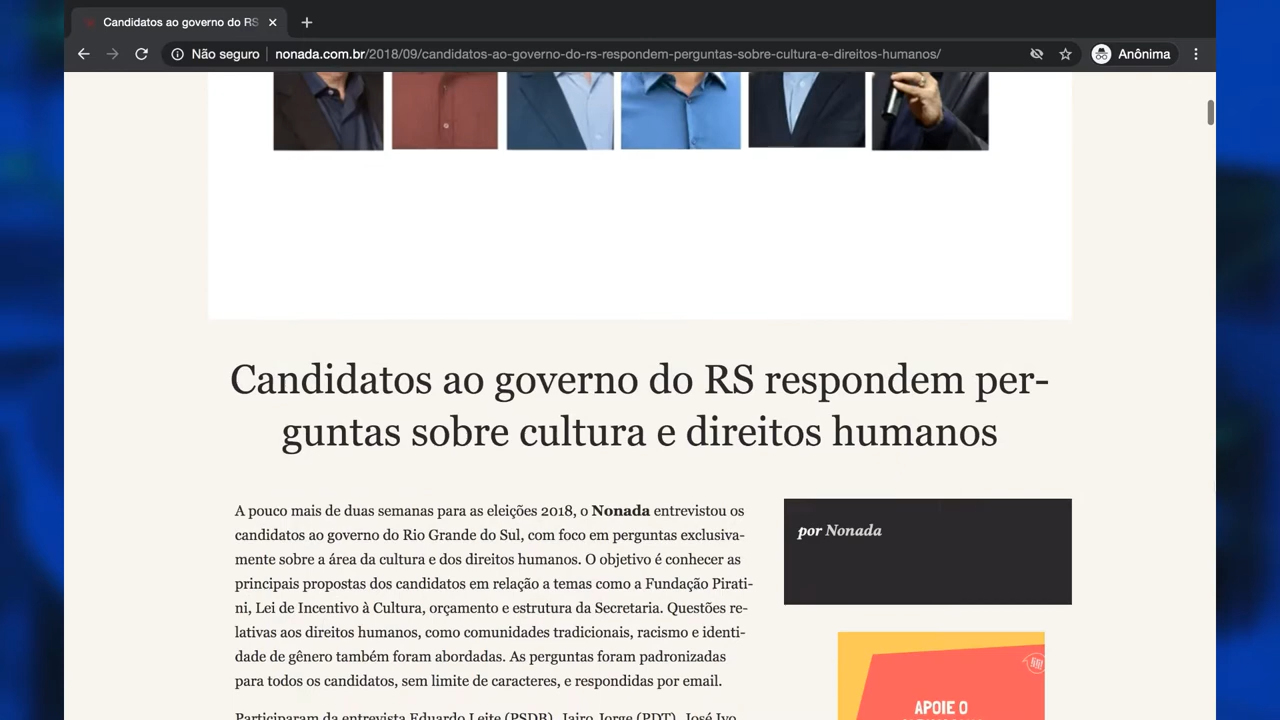 Candidatos ao governo do RS
Não seguro
nonada.com.br/2018/09/candidatos-ao-governo-do-rs-respondem-perguntas-sobre-cultura-e-direitos-humanos/
Anônima
Candidatos ao governo do RS respondem per-
guntas sobre cultura e direitos humanos
A pouco mais de duas semanas para as eleições 2018, o Nonada entrevistou os
candidatos ao governo do Rio Grande do Sul, com foco em perguntas exclusiva-
mente sobre a área da cultura e dos direitos humanos. O objetivo é conhecer as
principais propostas dos candidatos em relação a temas como a Fundação Pirati-
ni, Lei de Incentivo à Cultura, orçamento e estrutura da Secretaria. Questões re-
lativas aos direitos humanos, como comunidades tradicionais, racismo e identi-
dade de gênero também foram abordadas. As perguntas foram padronizadas
para todos os candidatos, sem limite de caracteres, e respondidas por email.
Participaram da entrevista Eduardo Leite (PSDB), Jairo Jorge (PDT), José Ivo
por Nonada
APOIE O